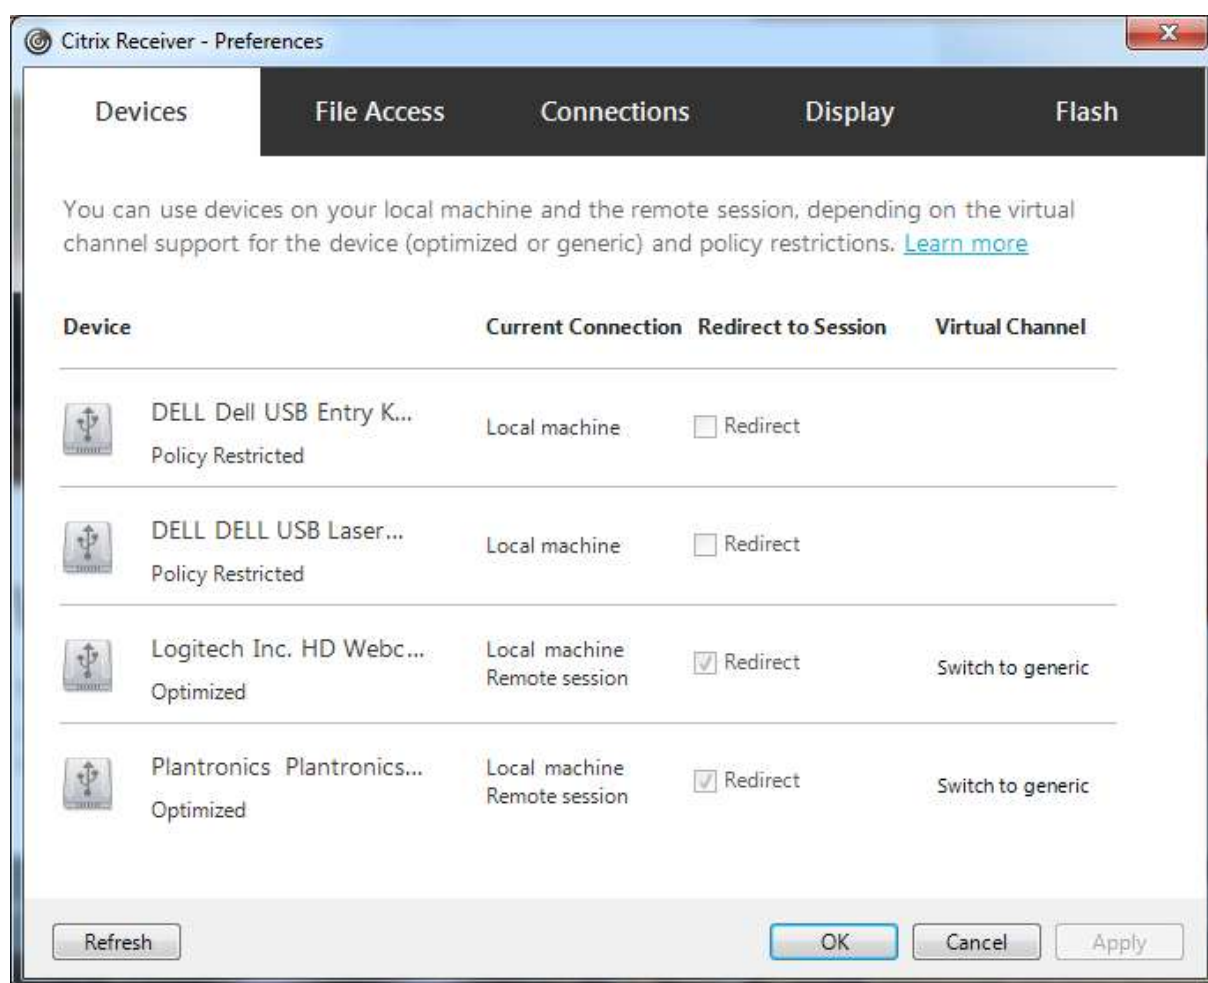 Citrix Receiver - Preferences
Devices File Access Connections Display Flash
You can use devices on your local machine and the remote session, depending on the virtual
channel support for the device (optimized or generic) and policy restrictions. Learn more
Device Current Connection Redirect to Session Virtual Channel
DELL Dell USB Entry K...
Policy Restricted
Local machine
Redirect
DELL DELL USB Laser...
Policy Restricted
Local machine
Redirect
Logitech Inc. HD Webc...
Optimized
Local machine
Remote session
Redirect
Switch to generic
Plantronics Plantronics...
Optimized
Local machine
Remote session
Redirect
Switch to generic
Refresh OK Cancel Apply